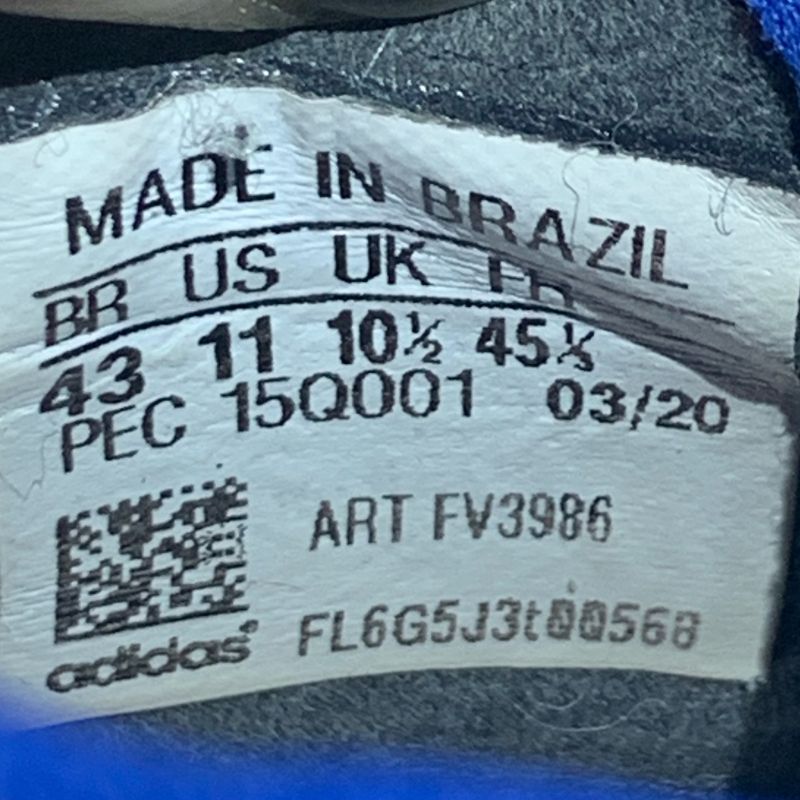 MADE IN BRAZIL
BR US UK FR
43 11 10½ 45⅓
PEC 15Q001 03/20
ART FV3986
FL6G5J3t00568
adidas®